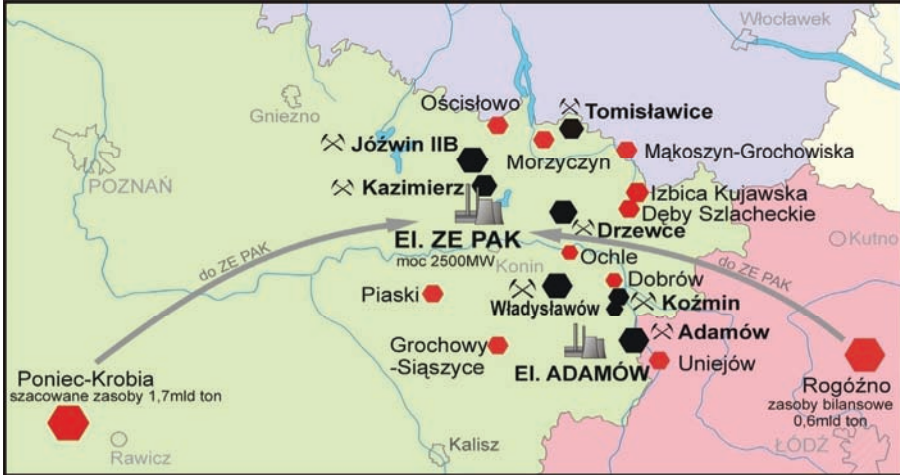 Włocławek
Ościsłowo
Tomisławice
Gniezno
Jóźwin IIB
Morzyczyn
Mąkoszyn-Grochowiska
POZNAŃ
Kazimierz
Izbica Kujawska
Dęby Szlacheckie
Drzewce
El. ZE PAK
moc 2500MW
Konin
Kutno
do ZE PAK
do ZE PAK
Ochle
Dobrów
Piaski
Koźmin
Władysławów
Adamów
Grochowy
-Siąszyce
El. ADAMÓW
Uniejów
Poniec-Krobia
szacowane zasoby 1,7mld ton
Rogóźno
zasoby bilansowe
0,6mld ton
Rawicz
Kalisz
ŁÓDŹ